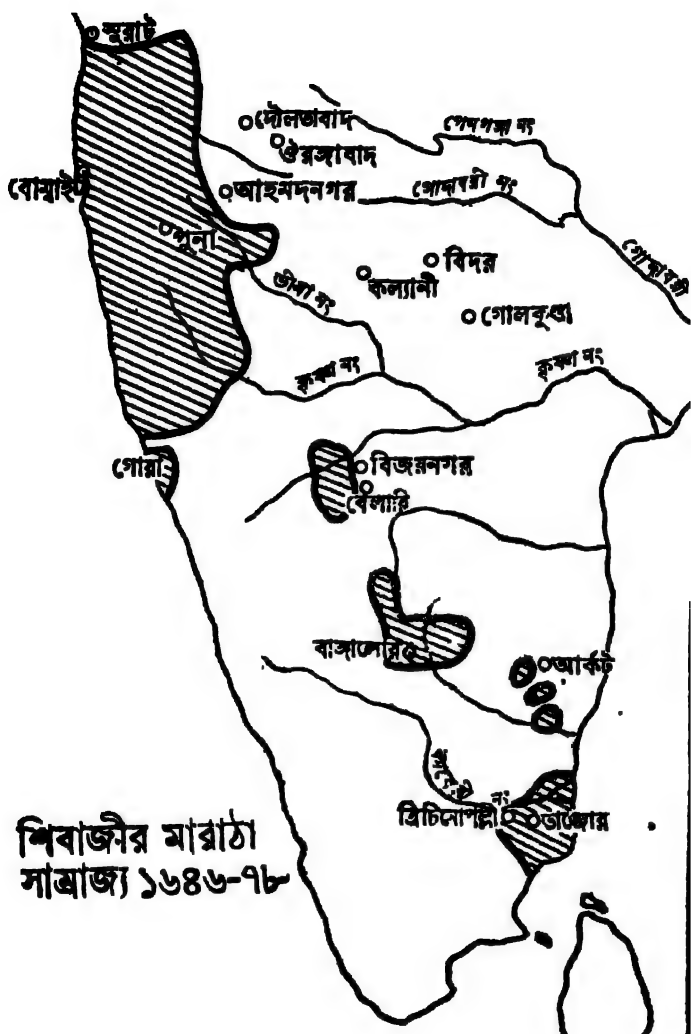 সুরাট
দৌলতাবাদ
ঔরঙ্গাবাদ
পেনগঙ্গা নং
বোম্বাই
আহমদনগর
গোদাবরী নং
পুনা
বিদর
কল্যানী
গোদাবরী
ভীমা নং
গোলকুণ্ডা
কৃষ্ণা নং
কৃষ্ণা নং
গোয়া
বিজয়নগর
বেলারি
বাঙ্গালোর
আর্কট
কাবেরী নং
ত্রিচিনোপল্লী
তাঞ্জোর
শিবাজীর মারাঠা
সাম্রাজ্য ১৬৪৬-৭৮